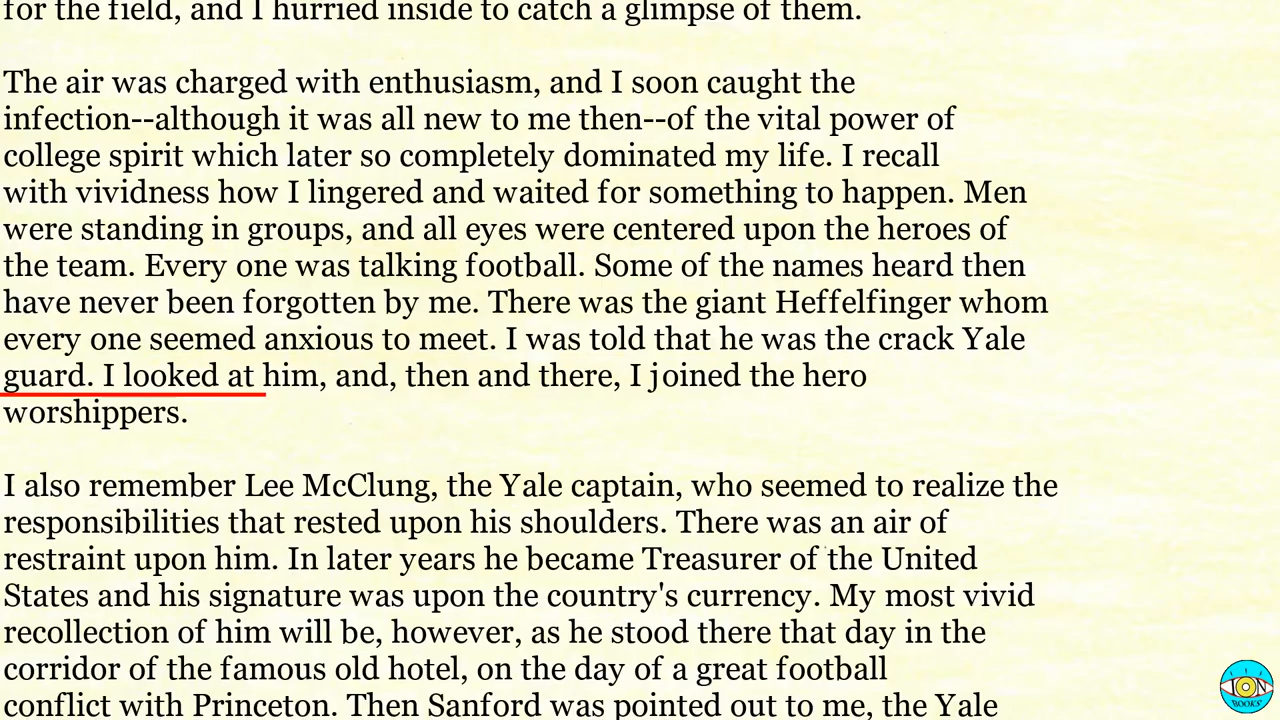 for the field, and I hurried inside to catch a glimpse of them.
The air was charged with enthusiasm, and I soon caught the
infection--although it was all new to me then--of the vital power of
college spirit which later so completely dominated my life. I recall
with vividness how I lingered and waited for something to happen. Men
were standing in groups, and all eyes were centered upon the heroes of
the team. Every one was talking football. Some of the names heard then
have never been forgotten by me. There was the giant Heffelfinger whom
every one seemed anxious to meet. I was told that he was the crack Yale
guard. I looked at him, and, then and there, I joined the hero
worshippers.
I also remember Lee McClung, the Yale captain, who seemed to realize the
responsibilities that rested upon his shoulders. There was an air of
restraint upon him. In later years he became Treasurer of the United
States and his signature was upon the country's currency. My most vivid
recollection of him will be, however, as he stood there that day in the
corridor of the famous old hotel, on the day of a great football
conflict with Princeton. Then Sanford was pointed out to me, the Yale
ION
BOOKS